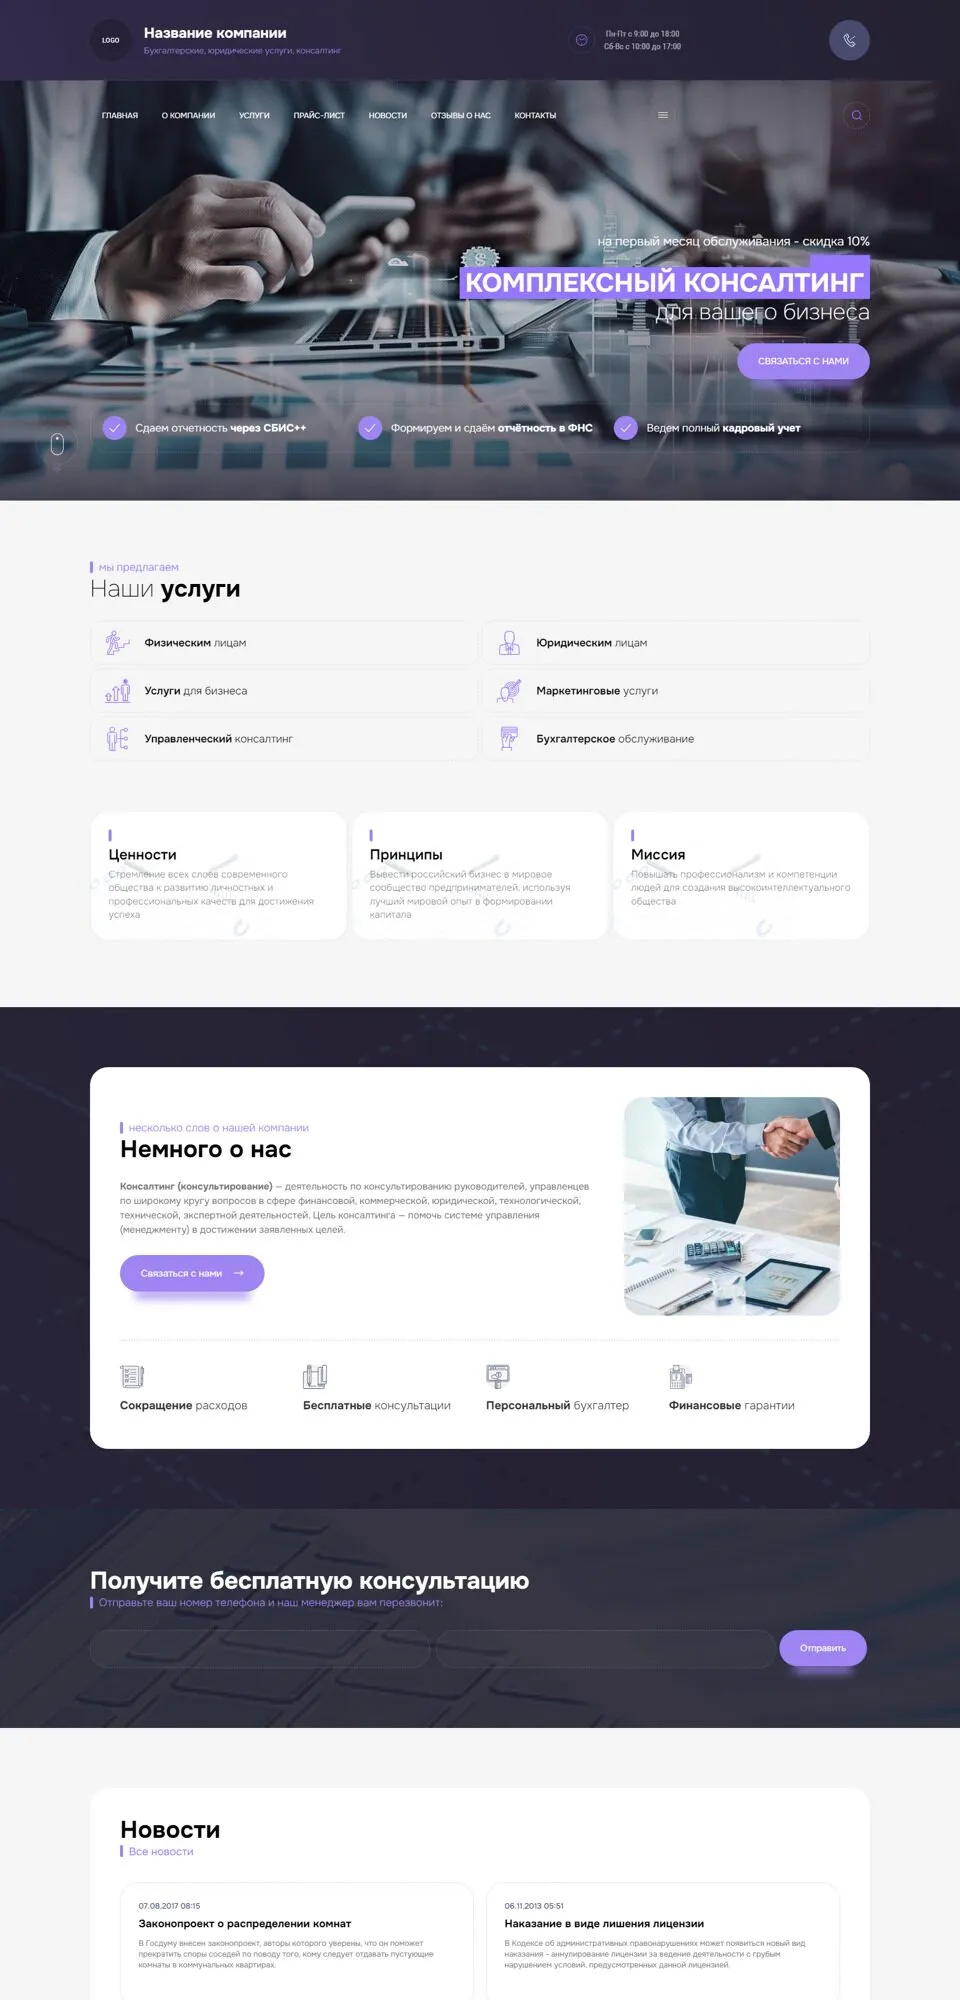 LOGO
Название компании
Бухгалтерские, юридические услуги, консалтинг
Пн-Пт с 9:00 до 18:00
Сб-Вс с 10:00 до 17:00
ГЛАВНАЯ
О КОМПАНИИ
УСЛУГИ
ПРАЙС-ЛИСТ
НОВОСТИ
ОТЗЫВЫ О НАС
КОНТАКТЫ
на первый месяц обслуживания - скидка 10%
КОМПЛЕКСНЫЙ КОНСАЛТИНГ
для вашего бизнеса
СВЯЗАТЬСЯ С НАМИ
Сдаем отчетность через СБИС++
Формируем и сдаём отчётность в ФНС
Ведем полный кадровый учет
мы предлагаем
Наши услуги
Физическим лицам
Юридическим лицам
Услуги для бизнеса
Маркетинговые услуги
Управленческий консалтинг
Бухгалтерское обслуживание
Ценности
Стремление всех слоев современного
общества к развитию личностных и
профессиональных качеств для достижения
успеха
Принципы
Вывести российский бизнес в мировое
сообщество предпринимателей, используя
лучший мировой опыт в формировании
капитала
Миссия
Повышать профессионализм и компетенции
людей для создания высокоинтеллектуального
общества
несколько слов о нашей компании
Немного о нас
Консалтинг (консультирование) — деятельность по консультированию руководителей, управленцев
по широкому кругу вопросов в сфере финансовой, коммерческой, юридической, технологической,
технической, экспертной деятельностей. Цель консалтинга — помочь системе управления
(менеджменту) в достижении заявленных целей.
Связаться с нами
Сокращение расходов
Бесплатные консультации
Персональный бухгалтер
Финансовые гарантии
Получите бесплатную консультацию
Отправьте ваш номер телефона и наш менеджер вам перезвонит:
Отправить
Новости
Все новости
07.08.2017 08:15
Законопроект о распределении комнат
В Госдуму внесен законопроект, авторы которого уверены, что он поможет
прекратить споры соседей по поводу того, кому следует отдавать пустующие
комнаты в коммунальных квартирах.
06.11.2013 05:51
Наказание в виде лишения лицензии
В Кодексе об административных правонарушениях может появиться новый вид
наказания - аннулирование лицензии за ведение деятельности с грубым
нарушением условий, предусмотренных данной лицензией.